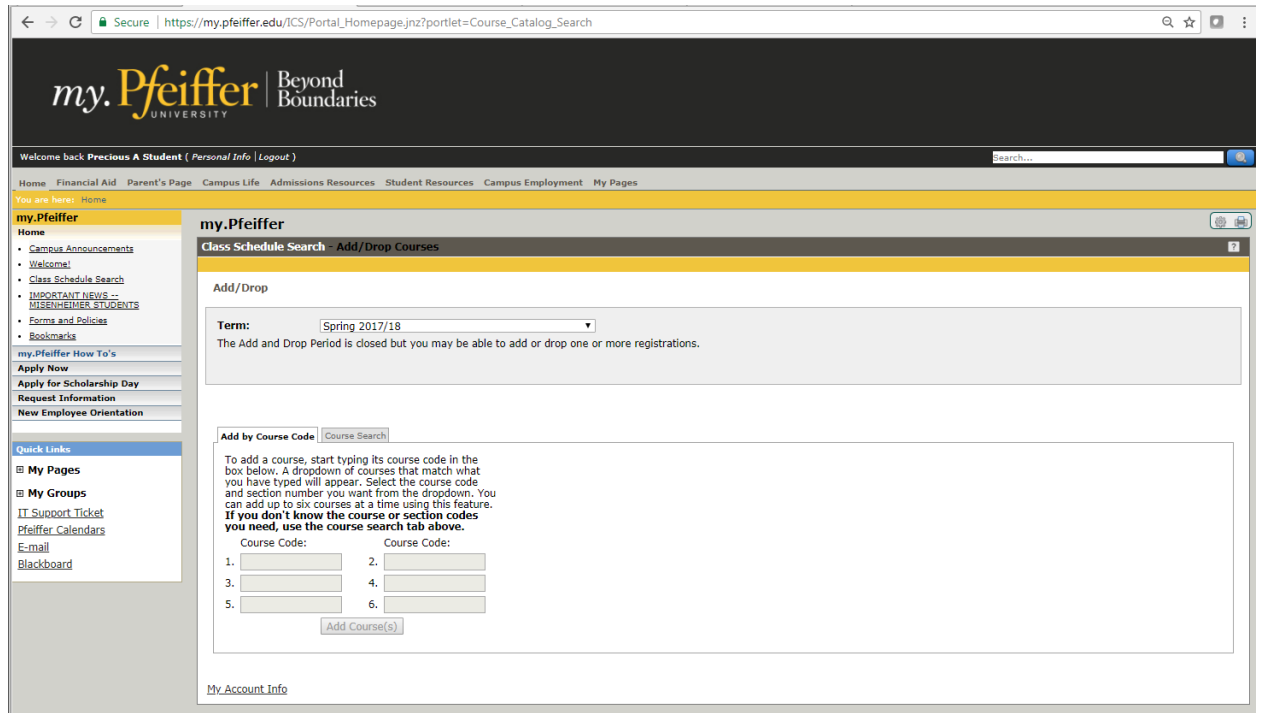 Secure | https://my.pfeiffer.edu/ICS/Portal_Homepage.jnz?portlet=Course_Catalog_Search
my. Pfeiffer UNIVERSITY Beyond Boundaries
Welcome back Precious A Student ( Personal Info | Logout )
Search...
Home Financial Aid Parent's Page Campus Life Admissions Resources Student Resources Campus Employment My Pages
You are here: Home
my.Pfeiffer
Home
• Campus Announcements
• Welcome!
• Class Schedule Search
• IMPORTANT NEWS --
MISENHEIMER STUDENTS
• Forms and Policies
• Bookmarks
my.Pfeiffer How To's
Apply Now
Apply for Scholarship Day
Request Information
New Employee Orientation
Quick Links
My Pages
My Groups
IT Support Ticket
Pfeiffer Calendars
E-mail
Blackboard
my.Pfeiffer
Class Schedule Search - Add/Drop Courses
?
Add/Drop
Term: Spring 2017/18
The Add and Drop Period is closed but you may be able to add or drop one or more registrations.
Add by Course Code Course Search
To add a course, start typing its course code in the
box below. A dropdown of courses that match what
you have typed will appear. Select the course code
and section number you want from the dropdown. You
can add up to six courses at a time using this feature.
If you don't know the course or section codes
you need, use the course search tab above.
Course Code: Course Code:
1. 2.
3. 4.
5. 6.
Add Course(s)
My Account Info